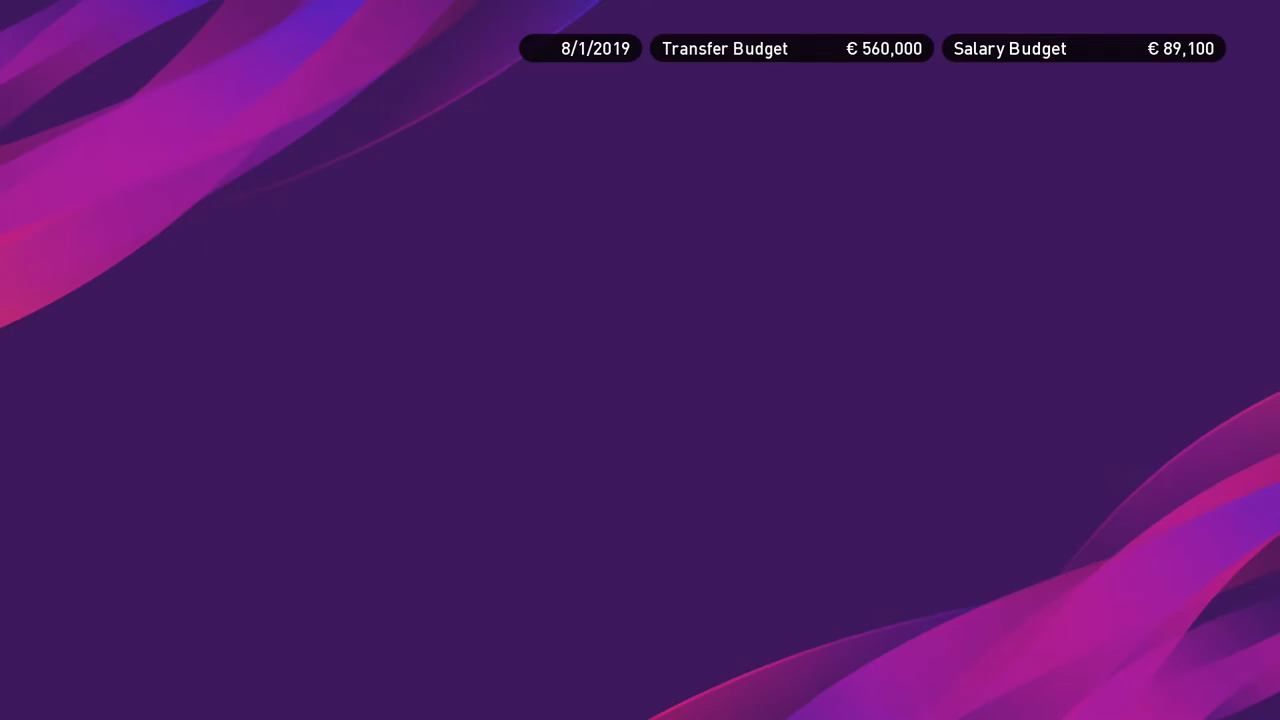 8/1/2019 Transfer Budget € 560,000 Salary Budget € 89,100